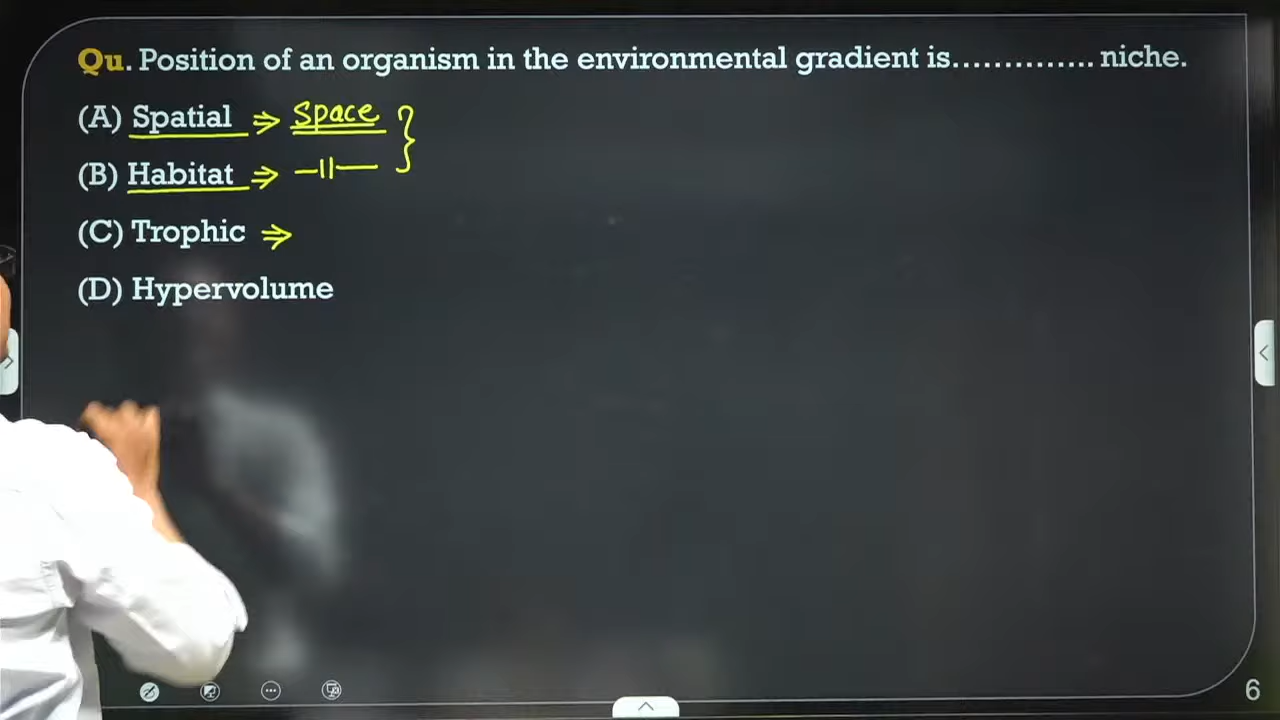 Qu. Position of an organism in the environmental gradient is.............. niche.
(A) Spatial ⇒ space }
(B) Habitat ⇒ —||—
(C) Trophic ⇒
(D) Hypervolume
6